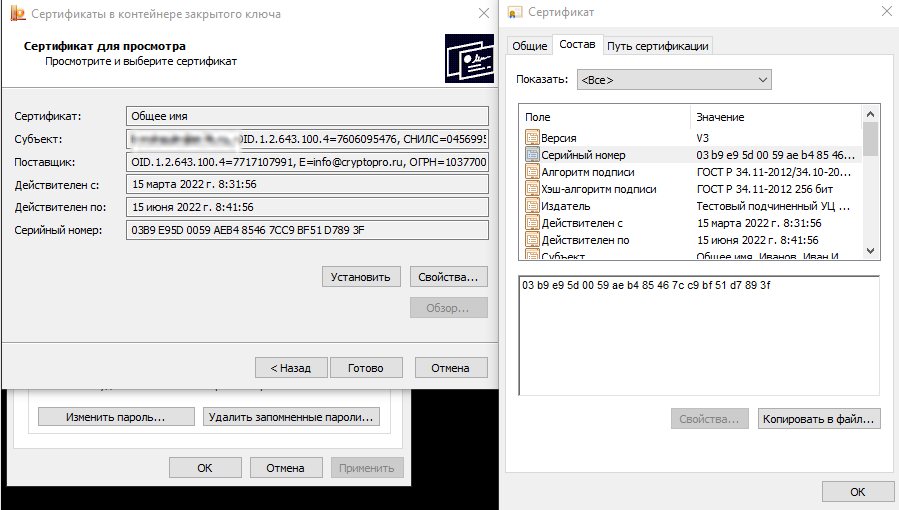 Сертификаты в контейнере закрытого ключа
Сертификат для просмотра
Просмотрите и выберите сертификат
Сертификат: Общее имя
Субъект: OID.1.2.643.100.4=7606095476, СНИЛС=0456995
Поставщик: OID.1.2.643.100.4=7717107991, E=info@cryptopro.ru, ОГРН=1037700
Действителен с: 15 марта 2022 г. 8:31:56
Действителен по: 15 июня 2022 г. 8:41:56
Серийный номер: 03B9 E95D 0059 AEB4 8546 7CC9 BF51 D789 3F
Установить Свойства...
Обзор...
< Назад Готово Отмена
Изменить пароль... Удалить запомненные пароли...
ОК Отмена Применить
Сертификат
Общие Состав Путь сертификации
Показать: <Все>
Поле Значение
Версия V3
Серийный номер 03 b9 e9 5d 00 59 ae b4 85 46...
Алгоритм подписи ГОСТ Р 34.11-2012/34.10-20...
Хэш-алгоритм подписи ГОСТ Р 34.11-2012 256 бит
Издатель Тестовый подчиненный УЦ ...
Действителен с 15 марта 2022 г. 8:31:56
Действителен по 15 июня 2022 г. 8:41:56
Субъект Общее имя, Иванов, Иван И
03 b9 e9 5d 00 59 ae b4 85 46 7c c9 bf 51 d7 89 3f
Свойства... Копировать в файл...
ОК